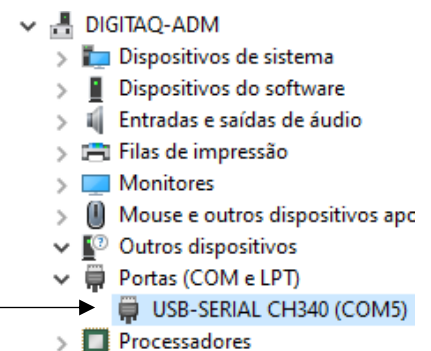 DIGITAQ-ADM
Dispositivos de sistema
Dispositivos do software
Entradas e saídas de áudio
Filas de impressão
Monitores
Mouse e outros dispositivos apc
Outros dispositivos
Portas (COM e LPT)
USB-SERIAL CH340 (COM5)
Processadores